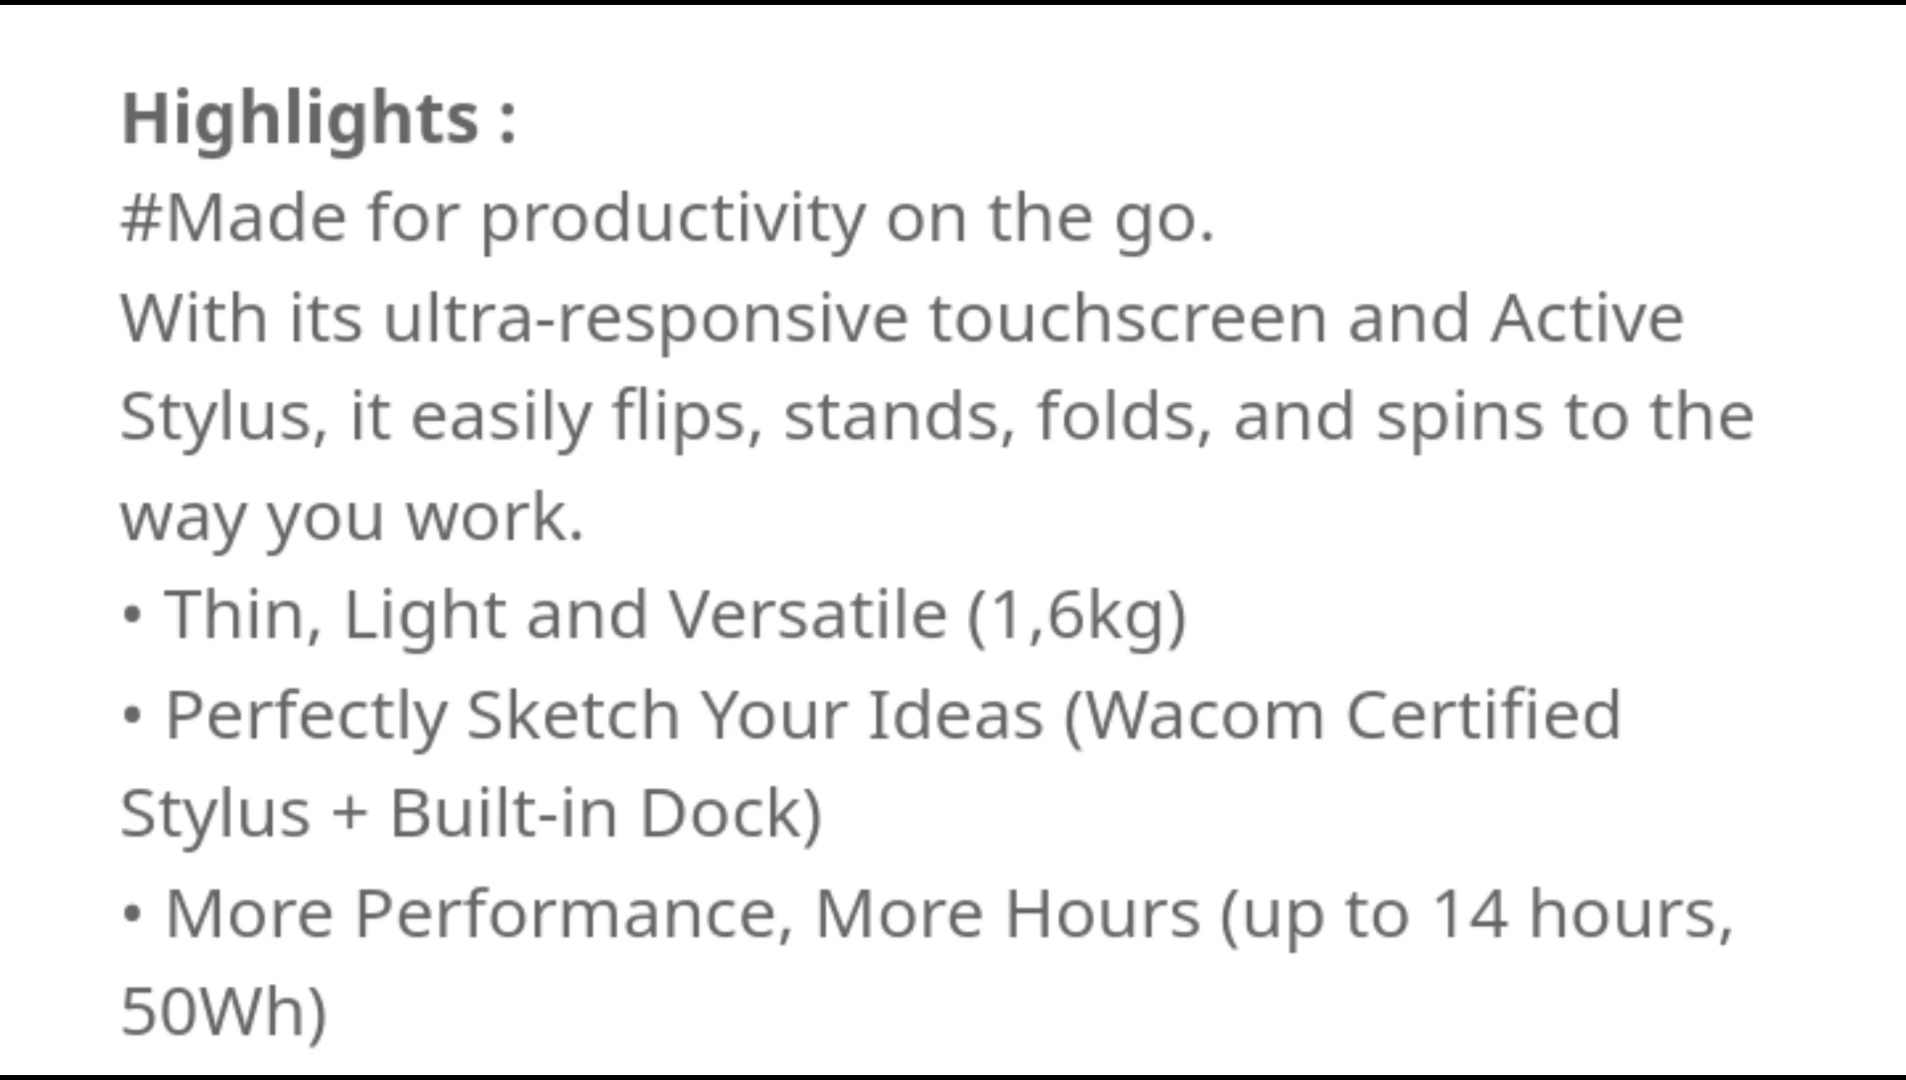 Highlights :
#Made for productivity on the go.
With its ultra-responsive touchscreen and Active
Stylus, it easily flips, stands, folds, and spins to the
way you work.
• Thin, Light and Versatile (1,6kg)
• Perfectly Sketch Your Ideas (Wacom Certified
Stylus + Built-in Dock)
• More Performance, More Hours (up to 14 hours,
50Wh)